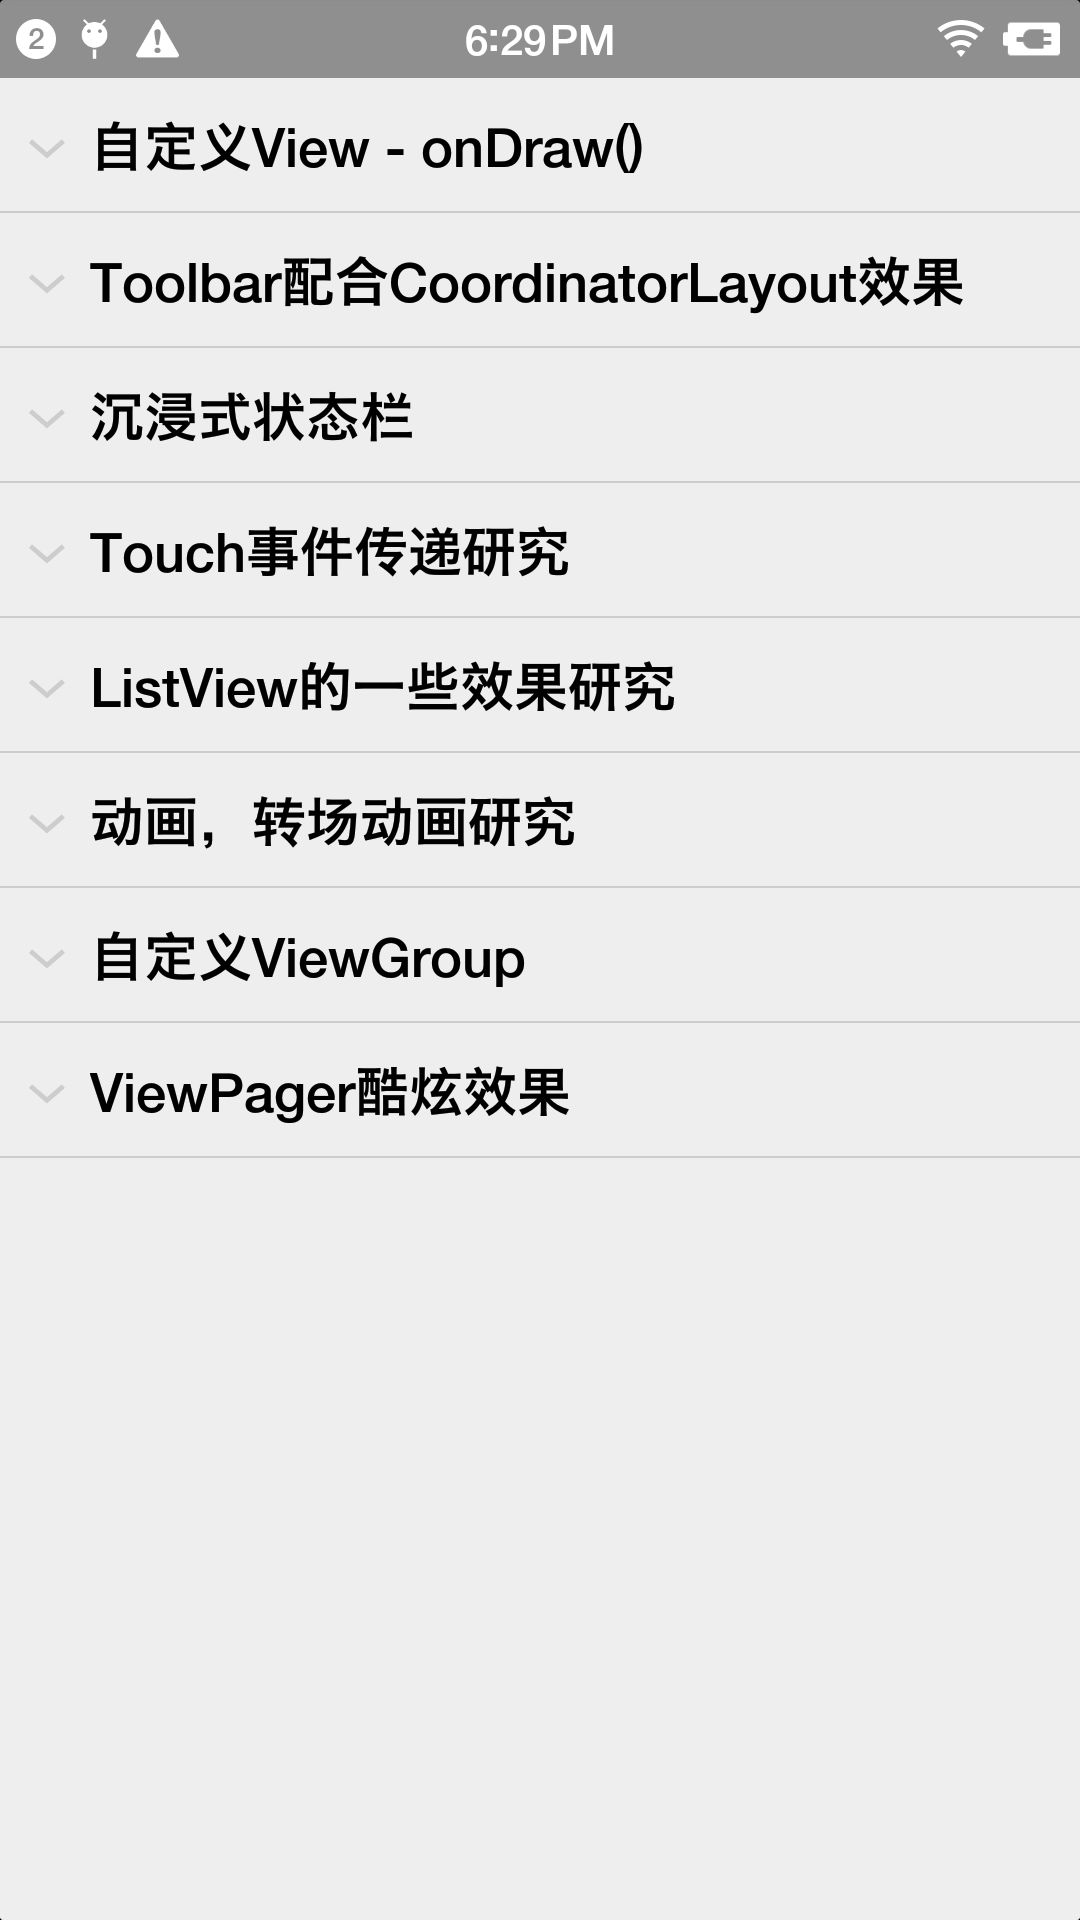 2 6:29 PM
自定义View - onDraw()
Toolbar配合CoordinatorLayout效果
沉浸式状态栏
Touch事件传递研究
ListView的一些效果研究
动画，转场动画研究
自定义ViewGroup
ViewPager酷炫效果